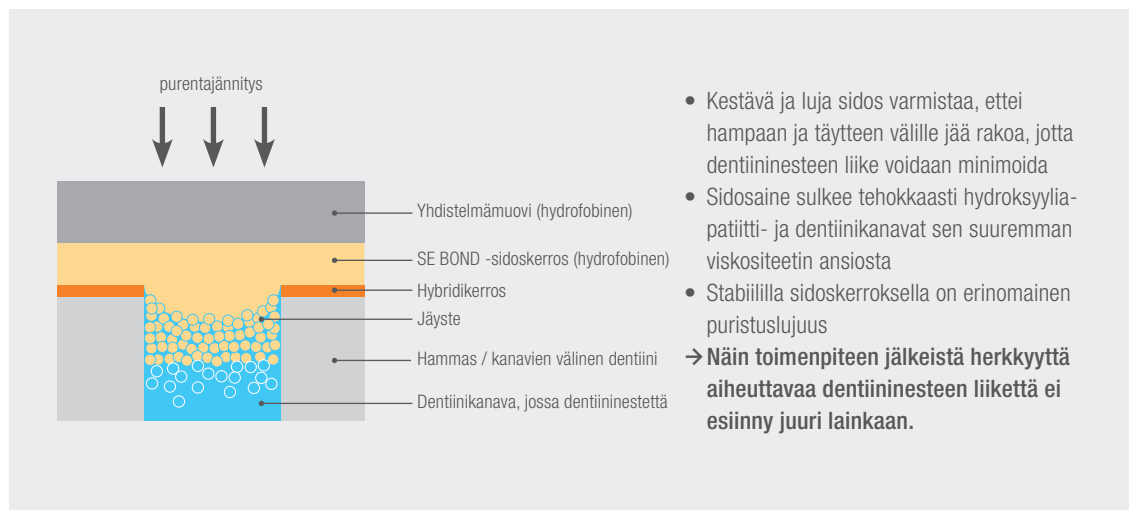 purentajännitys
Yhdistelmämuovi (hydrofobinen)
SE BOND -sidoskerros (hydrofobinen)
Hybridikerros
Jäyste
Hammas / kanavien välinen dentiini
Dentiinikanava, jossa dentiininestettä
• Kestävä ja luja sidos varmistaa, ettei
hampaan ja täytteen välille jää rakoa, jotta
dentiininesteen liike voidaan minimoida
• Sidosaine sulkee tehokkaasti hydroksyylia-
patiitti- ja dentiinikanavat sen suuremman
viskositeetin ansiosta
• Stabiililla sidoskerroksella on erinomainen
puristuslujuus
→ Näin toimenpiteen jälkeistä herkkyyttä
aiheuttavaa dentiininesteen liikettä ei
esiinny juuri lainkaan.